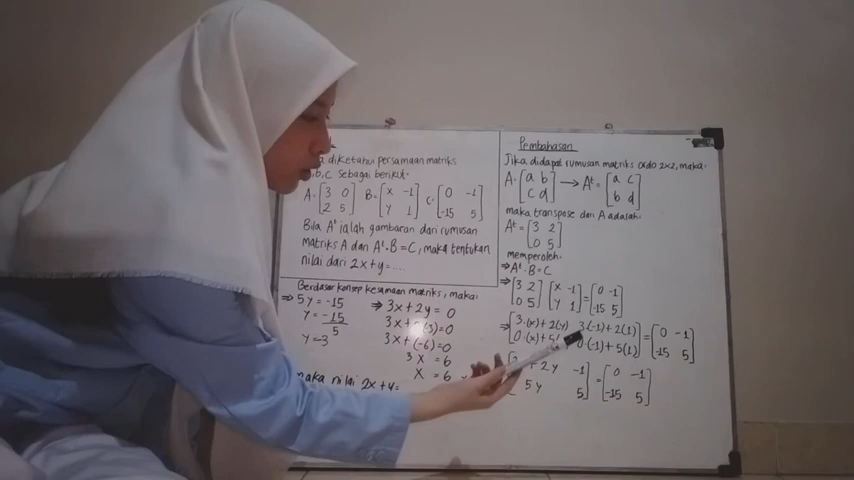 diketahui persamaan matriks
b, c sebagai berikut.
A = [3 0 / 2 5] B = [x -1 / y 1] C = [0 -1 / -15 5]
Bila Aᵗ ialah gambaran dari rumusan
Matriks A dan Aᵗ.B = C, maka tentukan
nilai dari 2x+y = ....
Berdasar konsep kesamaan matriks, maka:
⇒ 5y = -15
y = -15/5
y = -3
⇒ 3x + 2y = 0
(3) = 0
3x + (-6) = 0
3x = 6
x = 6
maka nilai 2x+y =
Pembahasan
Jika didapat rumusan matriks ordo 2x2, maka:
A = [a b / c d] → Aᵗ = [a c / b d]
maka transpose dari A adalah:
Aᵗ = [3 2 / 0 5]
memperoleh:
⇒ Aᵗ . B = C
⇒ [3 2 / 0 5] [x -1 / y 1] = [0 -1 / -15 5]
⇒ [3.(x)+2(y) 3(-1)+2(1) / 0.(x)+5 0.(-1)+5(1)] = [0 -1 / -15 5]
[+ 2y -1 / 5y 5] = [0 -1 / -15 5]